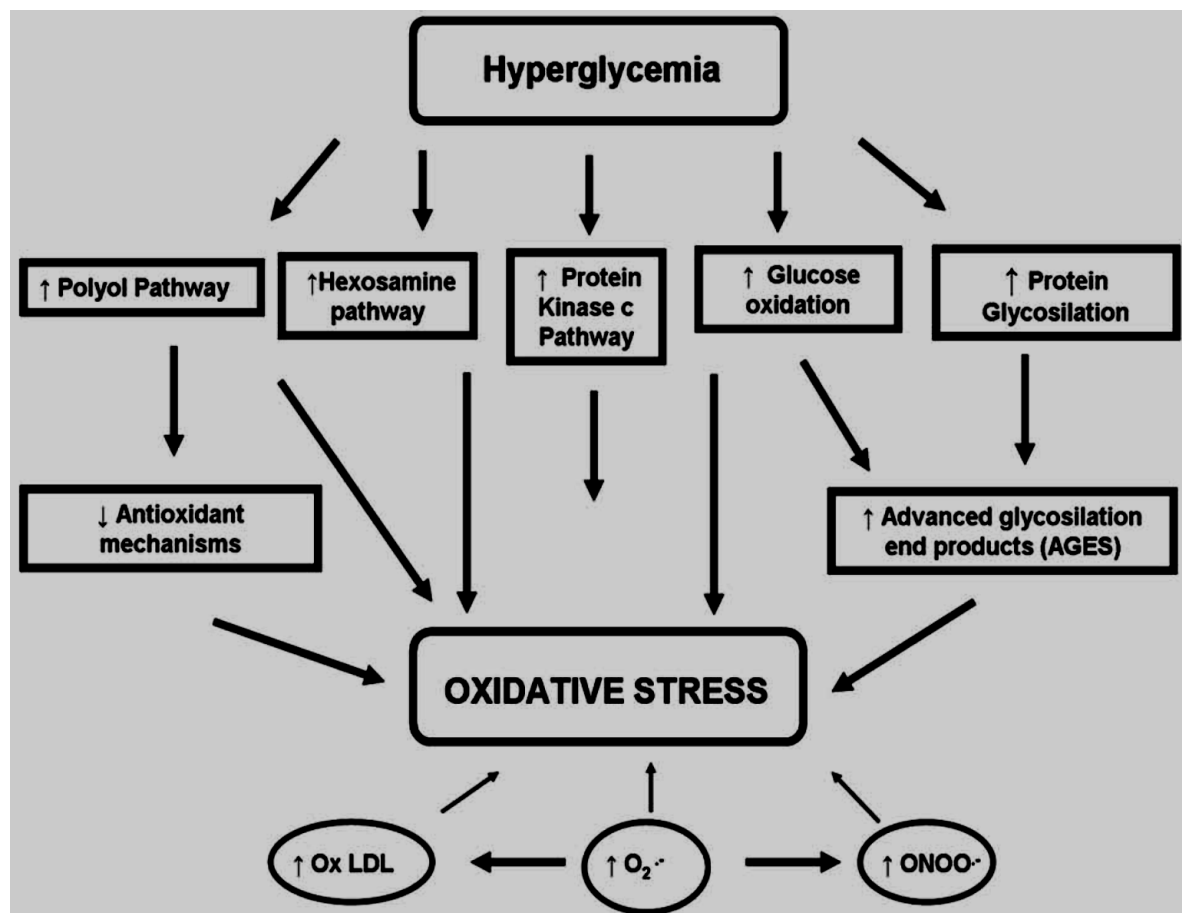 Hyperglycemia
↑ Polyol Pathway
↑Hexosamine
pathway
↑ Protein
Kinase c
Pathway
↑ Glucose
oxidation
↑ Protein
Glycosilation
↓ Antioxidant
mechanisms
↑ Advanced glycosilation
end products (AGES)
OXIDATIVE STRESS
↑ Ox LDL
↑ O₂·-
↑ ONOO·-